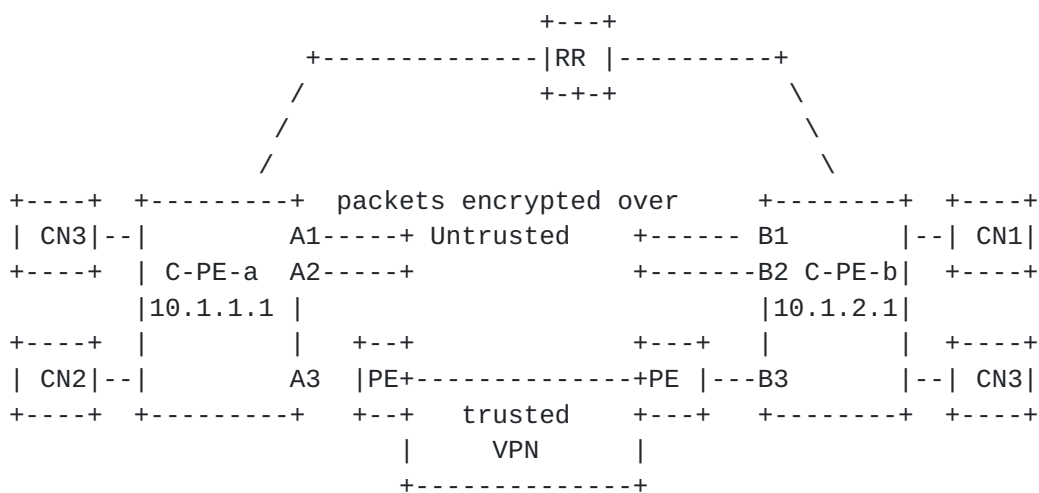 +---+
+--------------|RR |----------+
/ +-+-+ \
/ \
/ \
+----+ +---------+ packets encrypted over +--------+ +----+
| CN3|--| A1-----+ Untrusted +------ B1 |--| CN1|
+----+ | C-PE-a A2-----+ +-------B2 C-PE-b| +----+
|10.1.1.1 | |10.1.2.1|
+----+ | | +--+ +---+ | | +----+
| CN2|--| A3 |PE+--------------+PE |---B3 |--| CN3|
+----+ +---------+ +--+ trusted +---+ +--------+ +----+
| VPN |
+--------------+